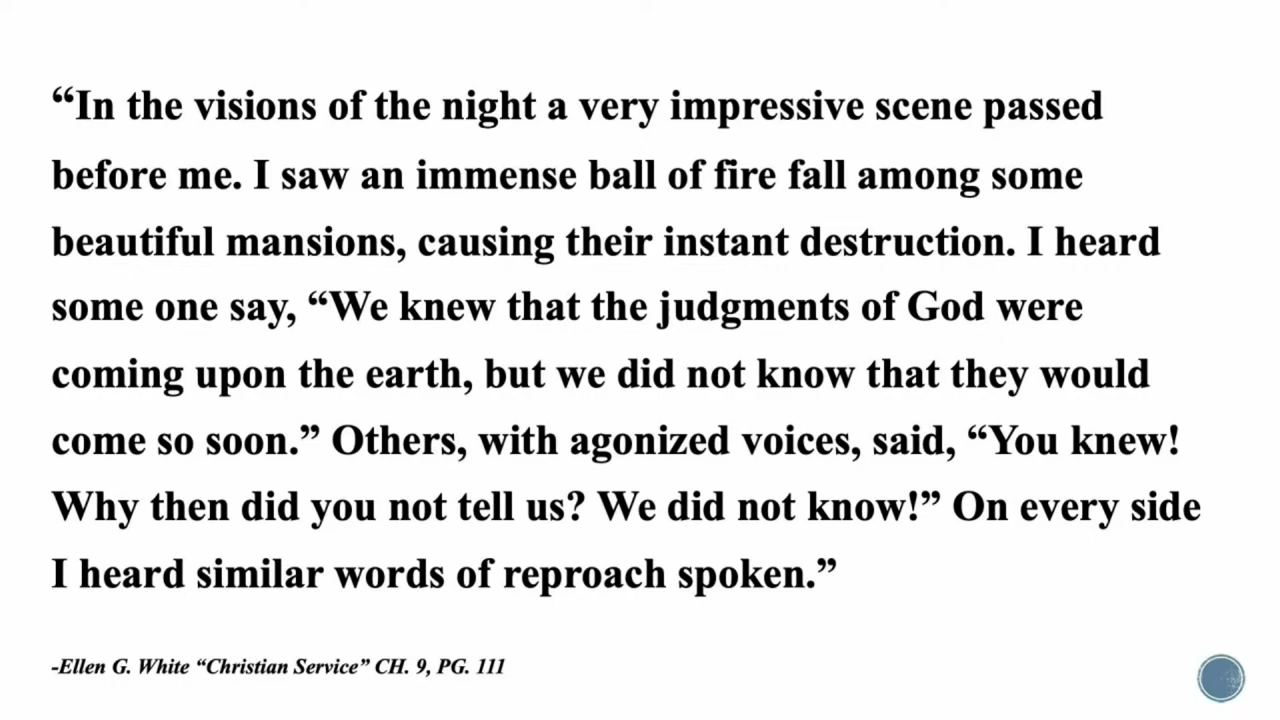 “In the visions of the night a very impressive scene passed
before me. I saw an immense ball of fire fall among some
beautiful mansions, causing their instant destruction. I heard
some one say, “We knew that the judgments of God were
coming upon the earth, but we did not know that they would
come so soon.” Others, with agonized voices, said, “You knew!
Why then did you not tell us? We did not know!” On every side
I heard similar words of reproach spoken.”
-Ellen G. White “Christian Service” CH. 9, PG. 111